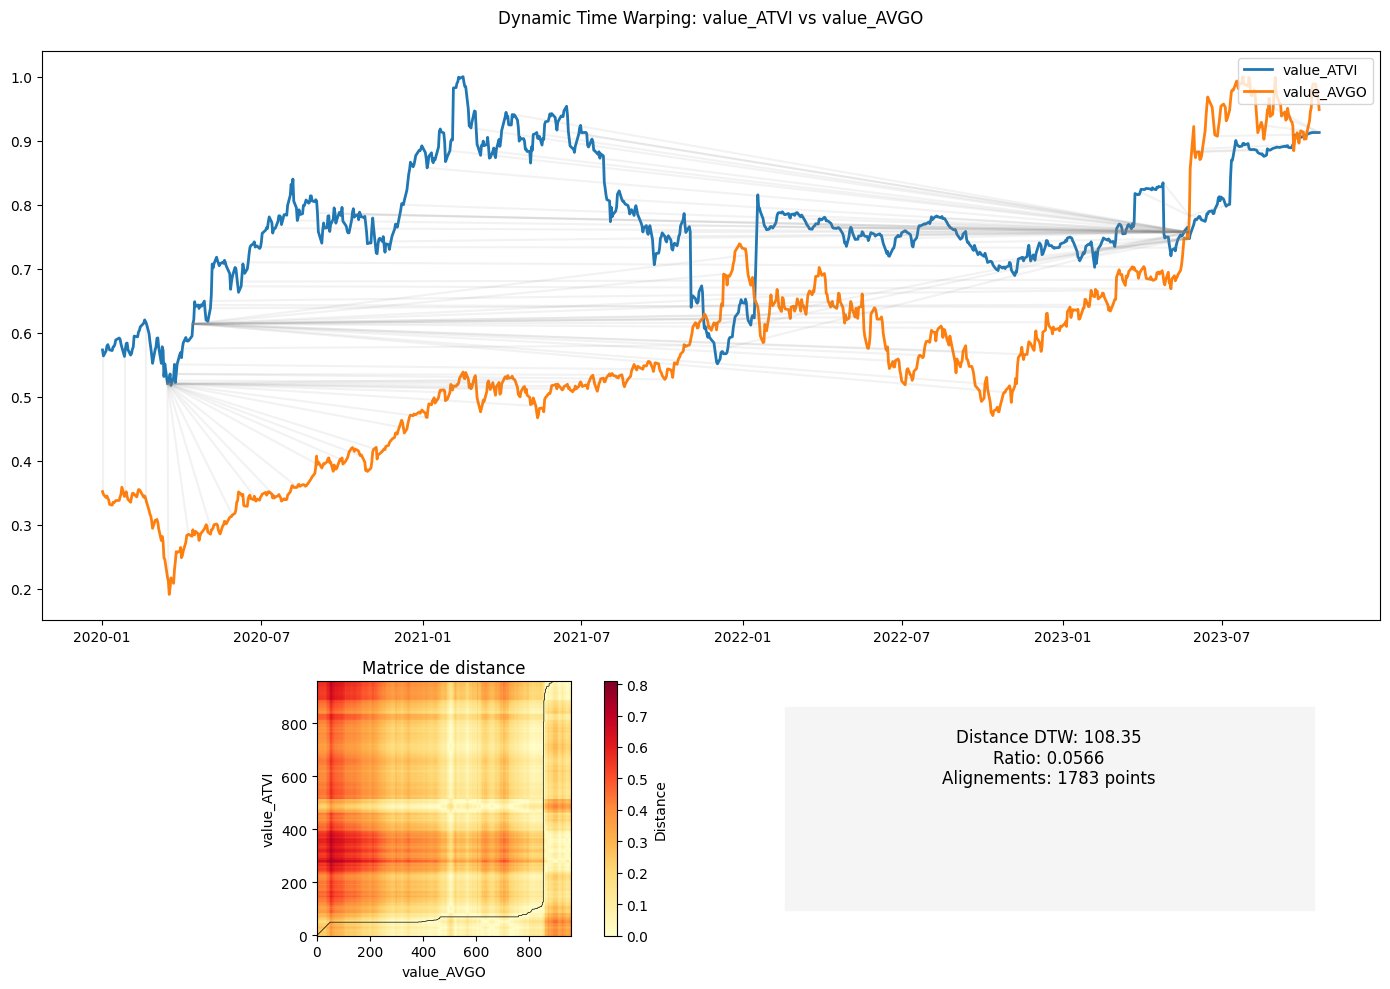 Dynamic Time Warping: value_ATVI vs value_AVGO
1.0
0.9
0.8
0.7
0.6
0.5
0.4
0.3
0.2
value_ATVI
value_AVGO
2020-01 2020-07 2021-01 2021-07 2022-01 2022-07 2023-01 2023-07
Matrice de distance
value_ATVI
800
600
400
200
0
0 200 400 600 800
value_AVGO
0.8
0.7
0.6
0.5
0.4
0.3
0.2
0.1
0.0
Distance
Distance DTW: 108.35
Ratio: 0.0566
Alignements: 1783 points